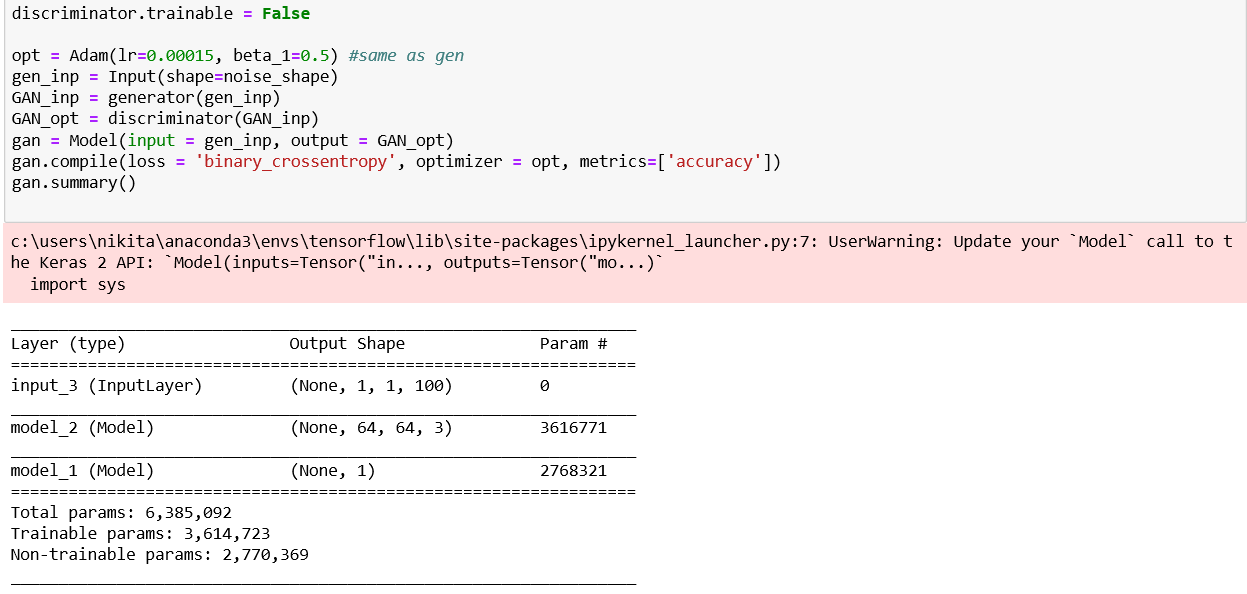 discriminator.trainable = False
opt = Adam(lr=0.00015, beta_1=0.5) #same as gen
gen_inp = Input(shape=noise_shape)
GAN_inp = generator(gen_inp)
GAN_opt = discriminator(GAN_inp)
gan = Model(input = gen_inp, output = GAN_opt)
gan.compile(loss = 'binary_crossentropy', optimizer = opt, metrics=['accuracy'])
gan.summary()
c:\users\nikita\anaconda3\envs\tensorflow\lib\site-packages\ipykernel_launcher.py:7: UserWarning: Update your `Model` call to t
he Keras 2 API: `Model(inputs=Tensor("in..., outputs=Tensor("mo...)`
import sys
_________________________________________________________________
Layer (type) Output Shape Param #
=================================================================
input_3 (InputLayer) (None, 1, 1, 100) 0
_________________________________________________________________
model_2 (Model) (None, 64, 64, 3) 3616771
_________________________________________________________________
model_1 (Model) (None, 1) 2768321
=================================================================
Total params: 6,385,092
Trainable params: 3,614,723
Non-trainable params: 2,770,369
_________________________________________________________________